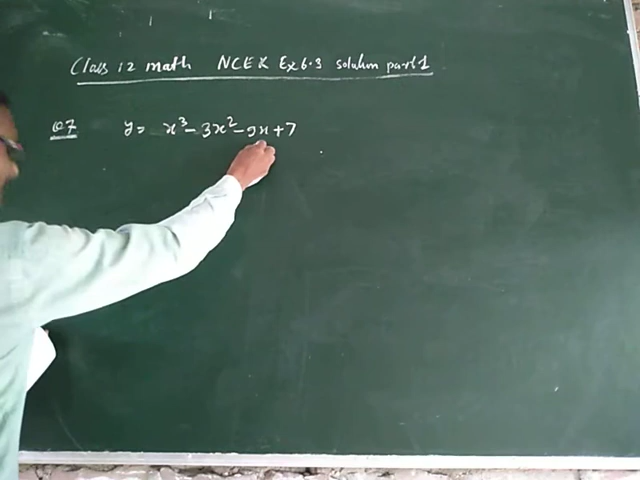 Class 12 math NCER Ex 6.3 solution part 1
Q7 y = x³ - 3x² - 9x + 7